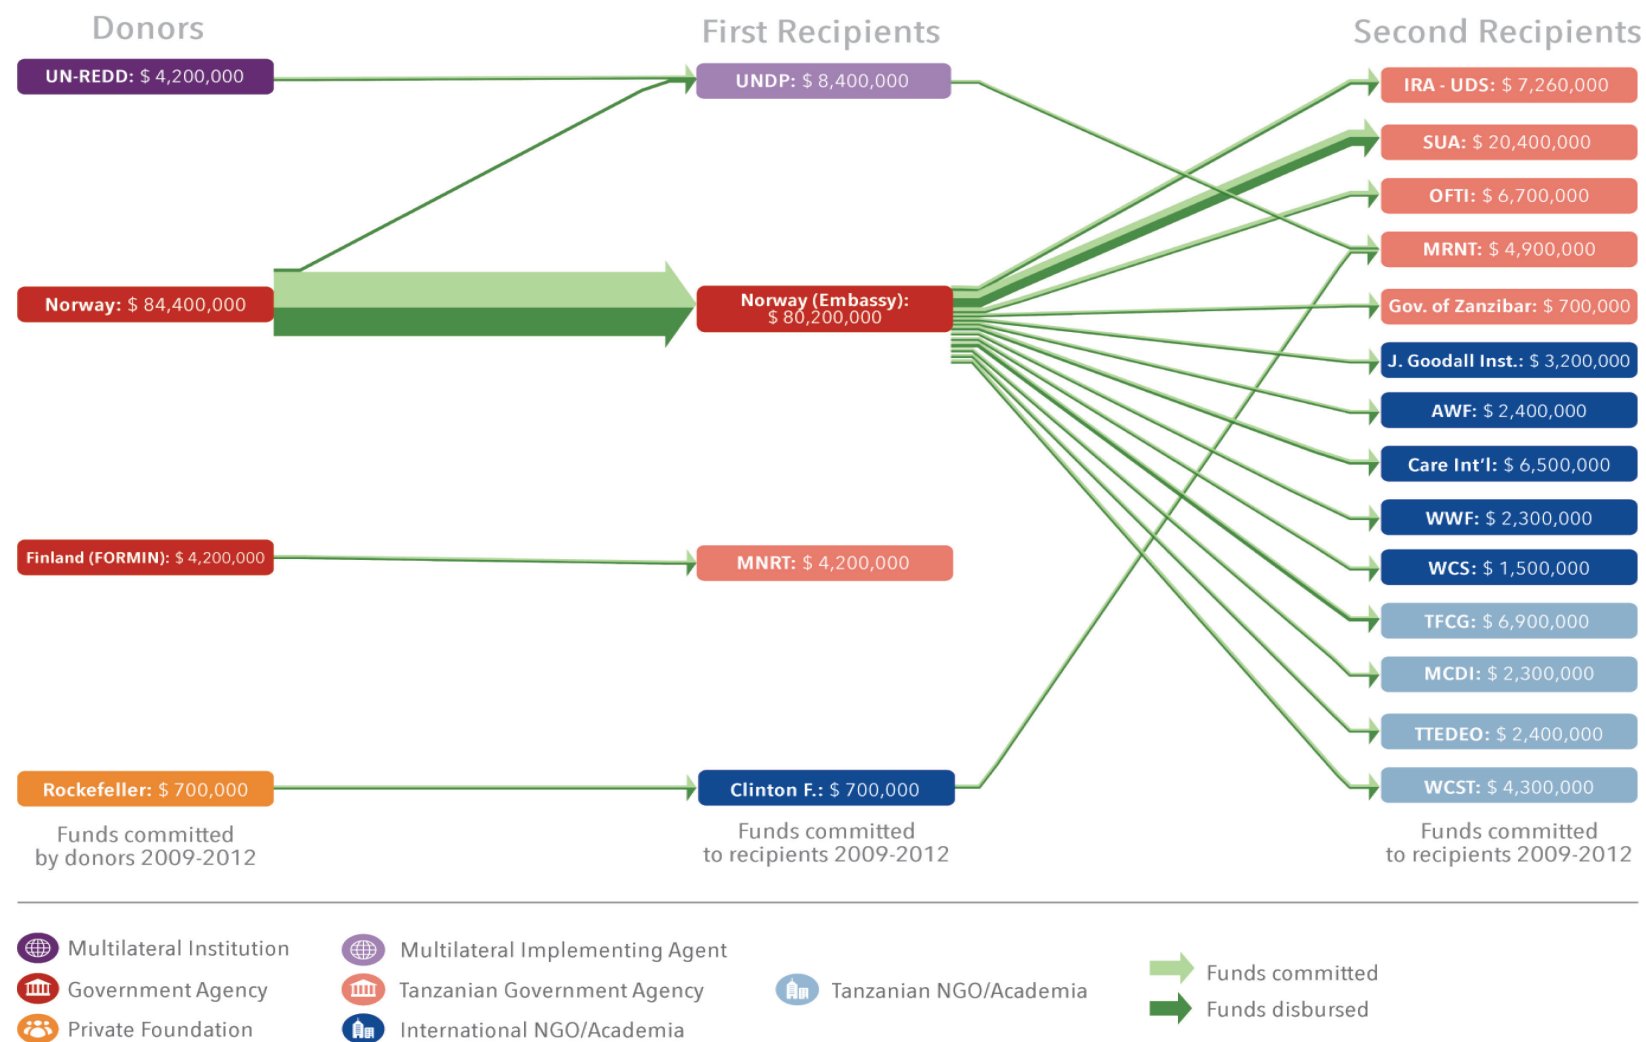 Donors
First Recipients
Second Recipients
UN-REDD: $ 4,200,000
UNDP: $ 8,400,000
IRA - UDS: $ 7,260,000
SUA: $ 20,400,000
OFTI: $ 6,700,000
MRNT: $ 4,900,000
Norway: $ 84,400,000
Norway (Embassy):
$ 80,200,000
Gov. of Zanzibar: $ 700,000
J. Goodall Inst.: $ 3,200,000
AWF: $ 2,400,000
Care Int'l: $ 6,500,000
WWF: $ 2,300,000
Finland (FORMIN): $ 4,200,000
MNRT: $ 4,200,000
WCS: $ 1,500,000
TFCG: $ 6,900,000
MCDI: $ 2,300,000
TTEDEO: $ 2,400,000
Rockefeller: $ 700,000
Clinton F.: $ 700,000
WCST: $ 4,300,000
Funds committed
by donors 2009-2012
Funds committed
to recipients 2009-2012
Funds committed
to recipients 2009-2012
Multilateral Institution
Government Agency
Private Foundation
Multilateral Implementing Agent
Tanzanian Government Agency
International NGO/Academia
Tanzanian NGO/Academia
Funds committed
Funds disbursed